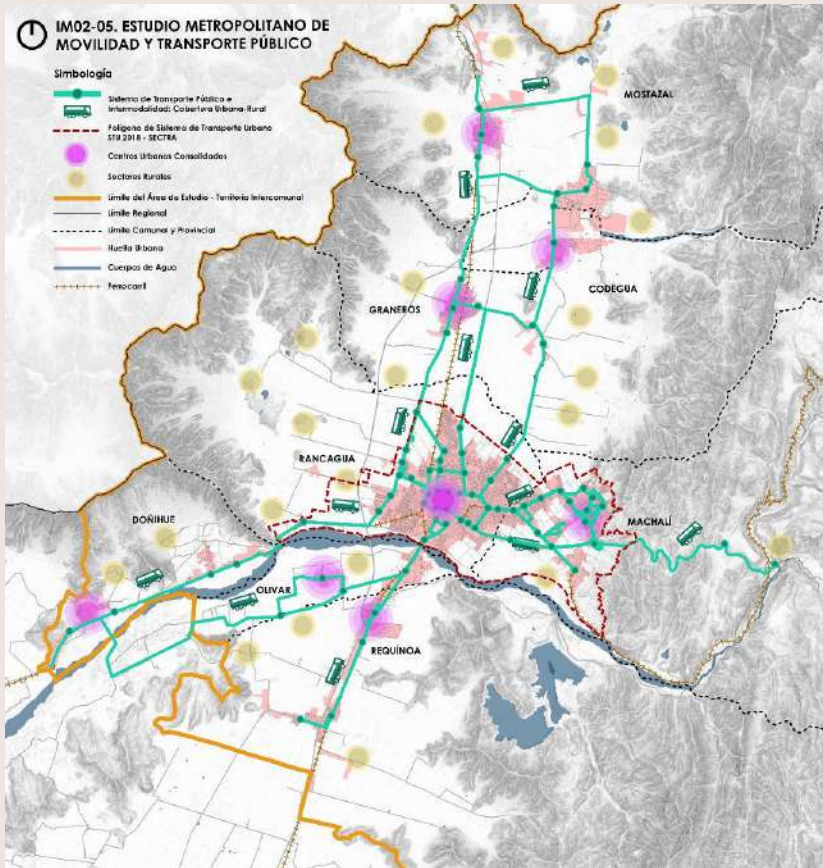 IM02-05. ESTUDIO METROPOLITANO DE
MOVILIDAD Y TRANSPORTE PÚBLICO
Simbología
Sistema de Transporte Público e
Intermodalidad: Cobertura Urbana-Rural
Polígono de Sistema de Transporte Urbano
STU 2018 - SECTRA
Centros Urbanos Consolidados
Sectores Rurales
Límite del Área de Estudio - Territorio Intercomunal
Límite Regional
Límite Comunal y Provincial
Huella Urbana
Cuerpos de Agua
Ferrocarril
MOSTAZAL
CODEGUA
GRANEROS
RANCAGUA
DOÑIHUE
MACHALÍ
OLIVAR
REQUÍNOA